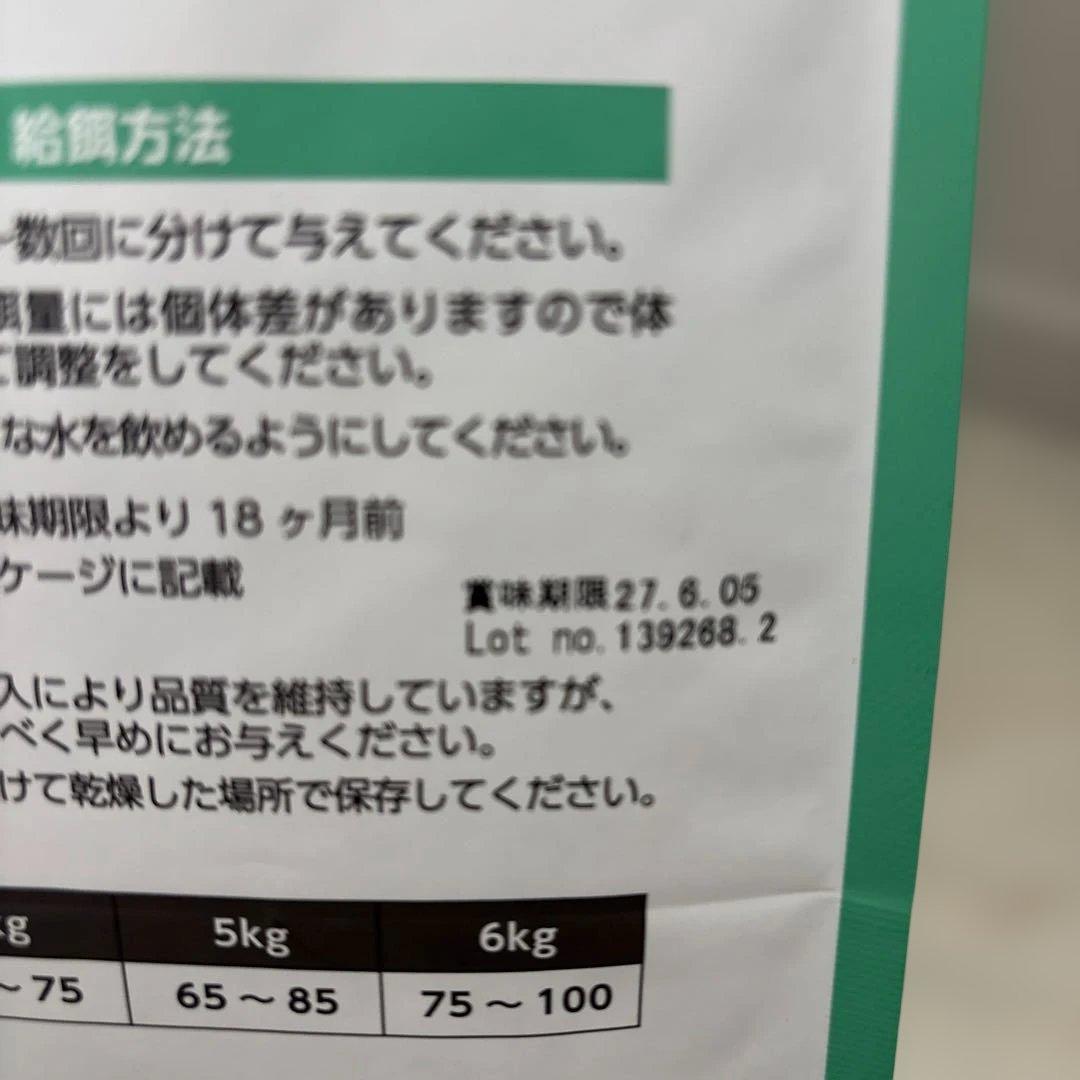 給餌方法
～数回に分けて与えてください。
餌量には個体差がありますので体
て調整をしてください。
な水を飲めるようにしてください。
味期限より 18 ヶ月前
ケージに記載
賞味期限27.6.05
Lot no.139268.2
入により品質を維持していますが、
べく早めにお与えください。
けて乾燥した場所で保存してください。
kg 5kg 6kg
～75 65～85 75～100